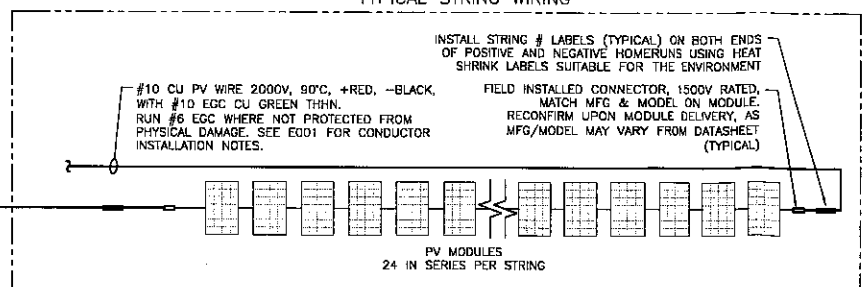 TYPICAL STRING WIRING
INSTALL STRING # LABELS (TYPICAL) ON BOTH ENDS
OF POSITIVE AND NEGATIVE HOMERUNS USING HEAT
SHRINK LABELS SUITABLE FOR THE ENVIRONMENT
#10 CU PV WIRE 2000V, 90°C, +RED, -BLACK,
WITH #10 EGC CU GREEN THHN.
RUN #6 EGC WHERE NOT PROTECTED FROM
PHYSICAL DAMAGE. SEE E001 FOR CONDUCTOR
INSTALLATION NOTES.
FIELD INSTALLED CONNECTOR, 1500V RATED,
MATCH MFG & MODEL ON MODULE.
RECONFIRM UPON MODULE DELIVERY, AS
MFG/MODEL MAY VARY FROM DATASHEET
(TYPICAL)
PV MODULES
24 IN SERIES PER STRING